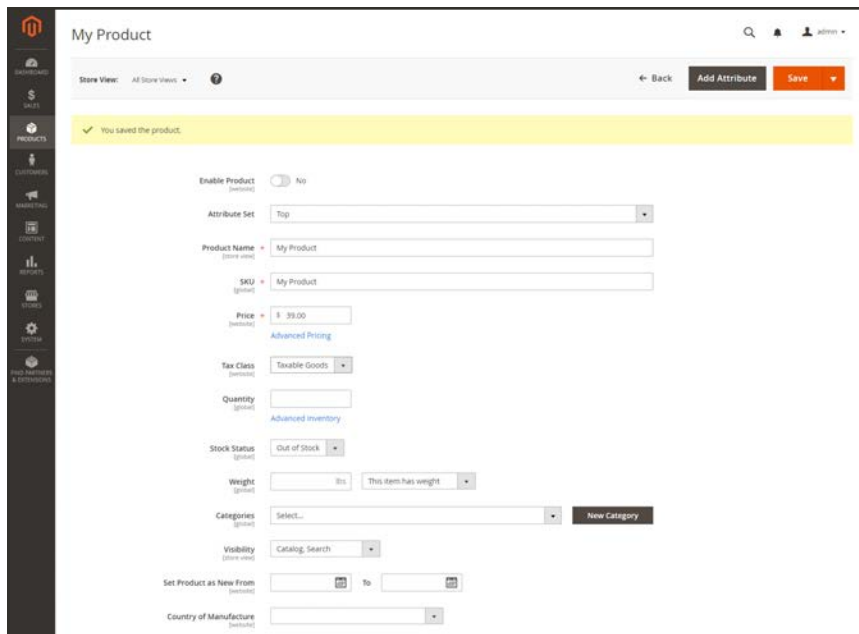 My Product
admin
DASHBOARD
SALES
PRODUCTS
CUSTOMERS
MARKETING
CONTENT
REPORTS
STORES
SYSTEM
FIND PARTNERS
& EXTENSIONS
Store View: All Store Views
?
← Back
Add Attribute
Save
You saved the product.
Enable Product
[website]
No
Attribute Set
Top
Product Name *
[store view]
My Product
SKU *
[global]
My Product
Price *
[website]
$ 39.00
Advanced Pricing
Tax Class
[website]
Taxable Goods
Quantity
[global]
Advanced Inventory
Stock Status
[global]
Out of Stock
Weight
[global]
lbs
This item has weight
Categories
[global]
Select...
New Category
Visibility
[store view]
Catalog, Search
Set Product as New From
[website]
To
Country of Manufacture
[website]